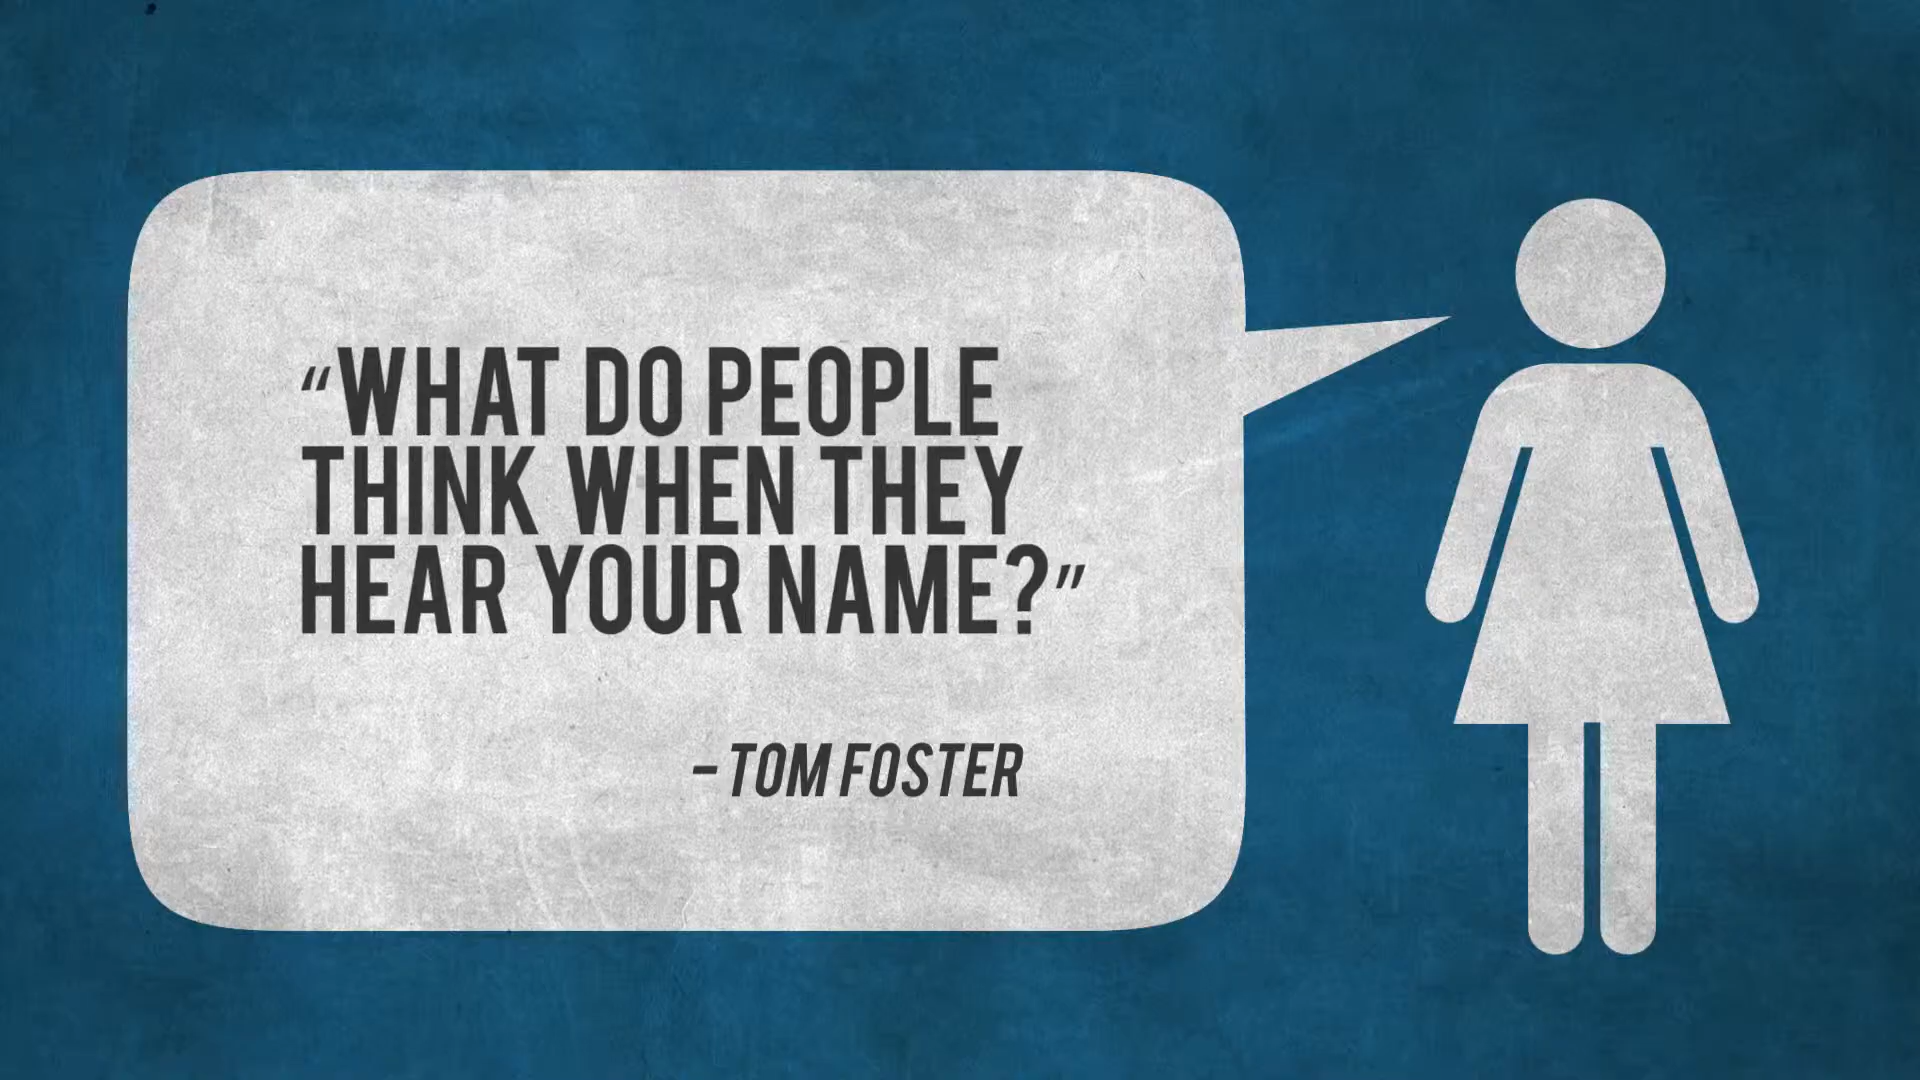 “WHAT DO PEOPLE
THINK WHEN THEY
HEAR YOUR NAME?”
– TOM FOSTER